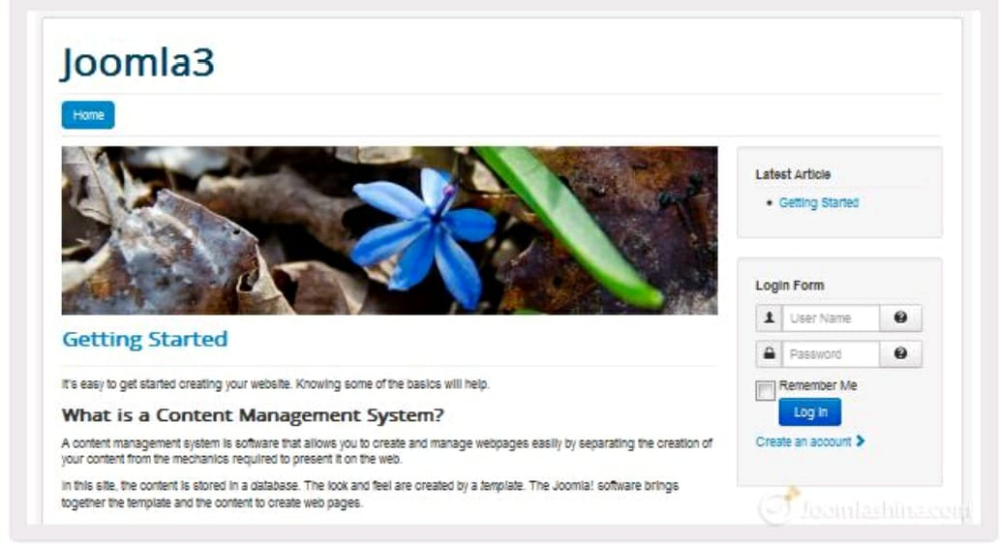 Joomla3
Home
Getting Started
It's easy to get started creating your website. Knowing some of the basics will help.
What is a Content Management System?
A content management system is software that allows you to create and manage webpages easily by separating the creation of
your content from the mechanics required to present it on the web.
In this site, the content is stored in a database. The look and feel are created by a template. The Joomla! software brings
together the template and the content to create web pages.
Latest Article
Getting Started
Login Form
User Name
Password
Remember Me
Log in
Create an account
Joomlashine.com